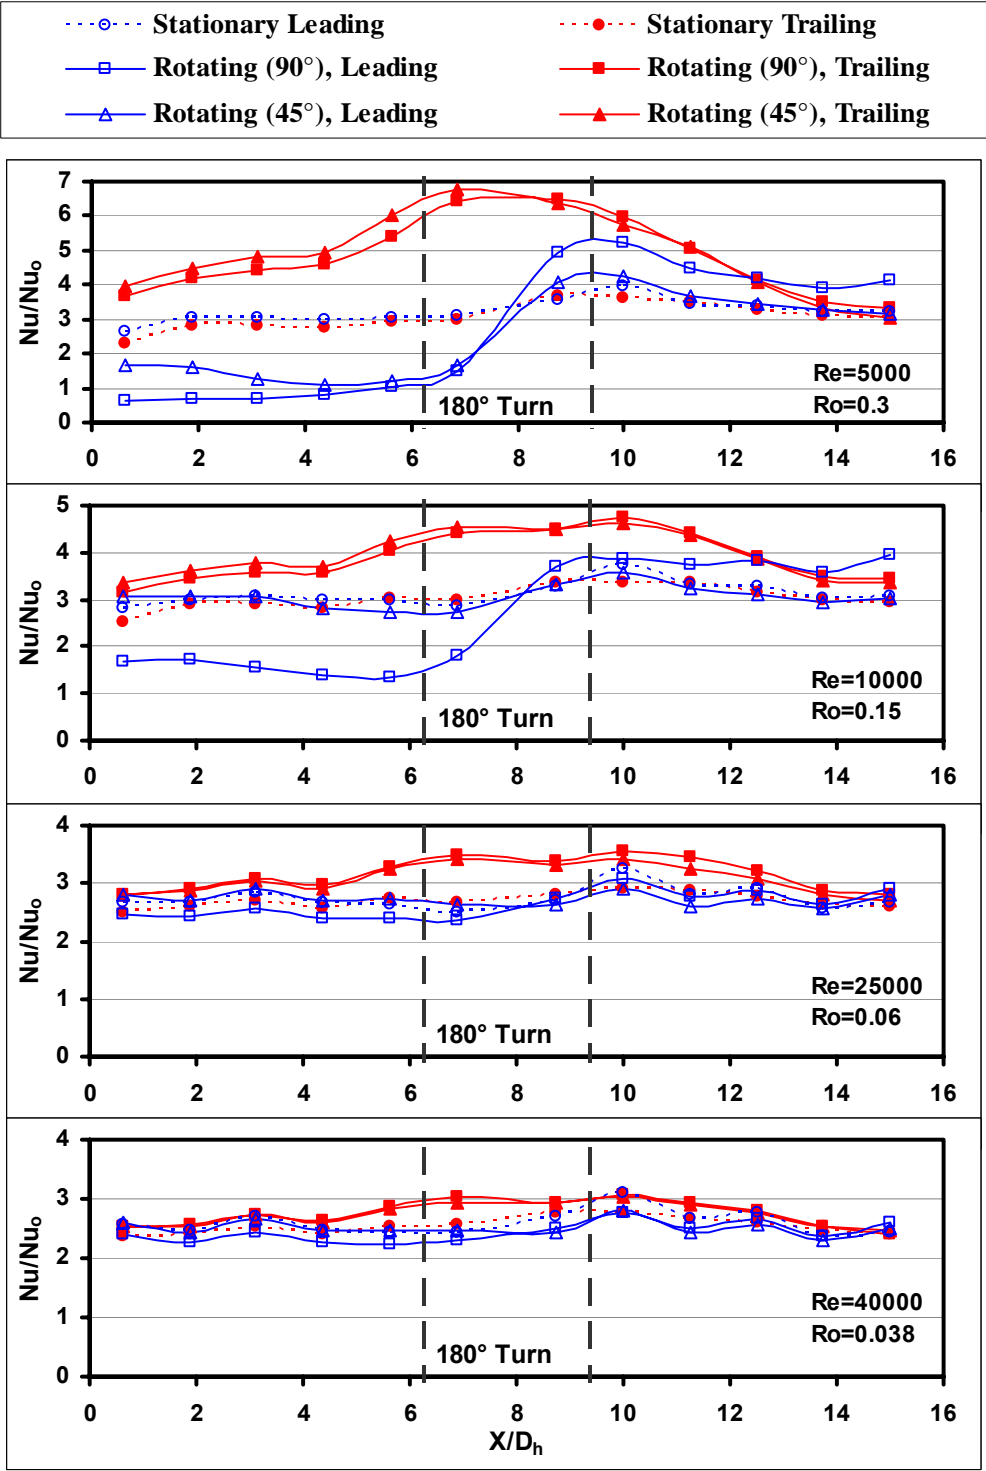 Stationary Leading
Stationary Trailing
Rotating (90°), Leading
Rotating (90°), Trailing
Rotating (45°), Leading
Rotating (45°), Trailing
7
6
5
4
3
2
1
0
Nu/Nuo
Re=5000
Ro=0.3
180° Turn
0 2 4 6 8 10 12 14 16
5
4
3
2
1
0
Nu/Nuo
Re=10000
Ro=0.15
180° Turn
0 2 4 6 8 10 12 14 16
4
3
2
1
0
Nu/Nuo
Re=25000
Ro=0.06
180° Turn
0 2 4 6 8 10 12 14 16
4
3
2
1
0
Nu/Nuo
Re=40000
Ro=0.038
180° Turn
0 2 4 6 8 10 12 14 16
X/Dh